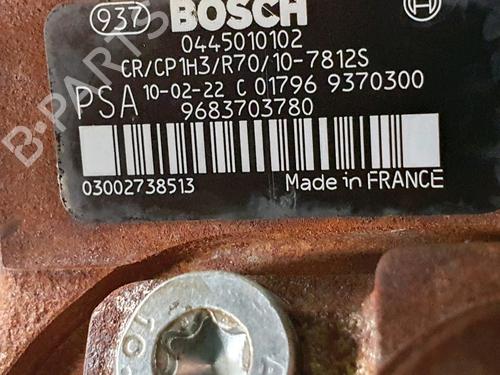 937 BOSCH
0445010102
CR/CP1H3/R70/10-7812S
PSA 10-02-22 C 01796 9370300
9683703780
03002738513 Made in FRANCE
B-PARTS